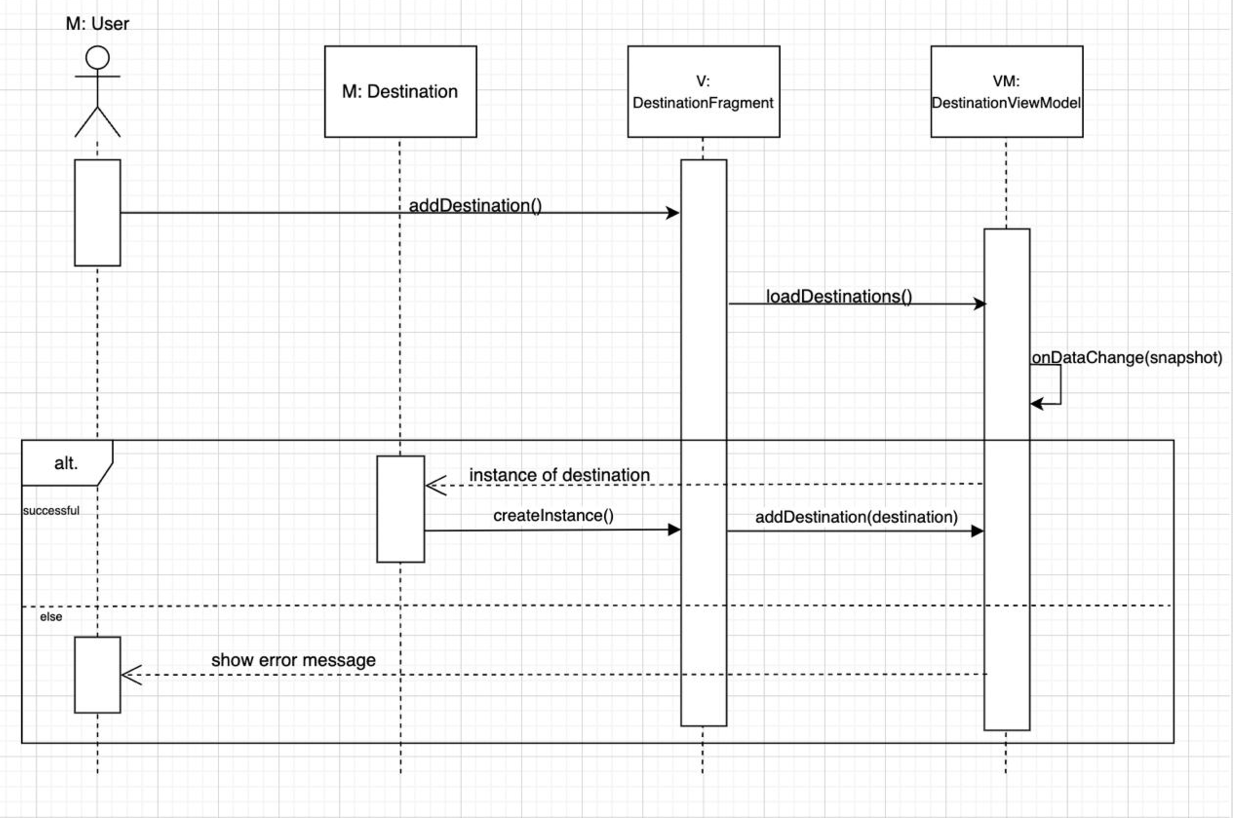 M: User
M: Destination
V:
DestinationFragment
VM:
DestinationViewModel
addDestination()
loadDestinations()
onDataChange(snapshot)
alt.
instance of destination
successful
createInstance()
addDestination(destination)
else
show error message